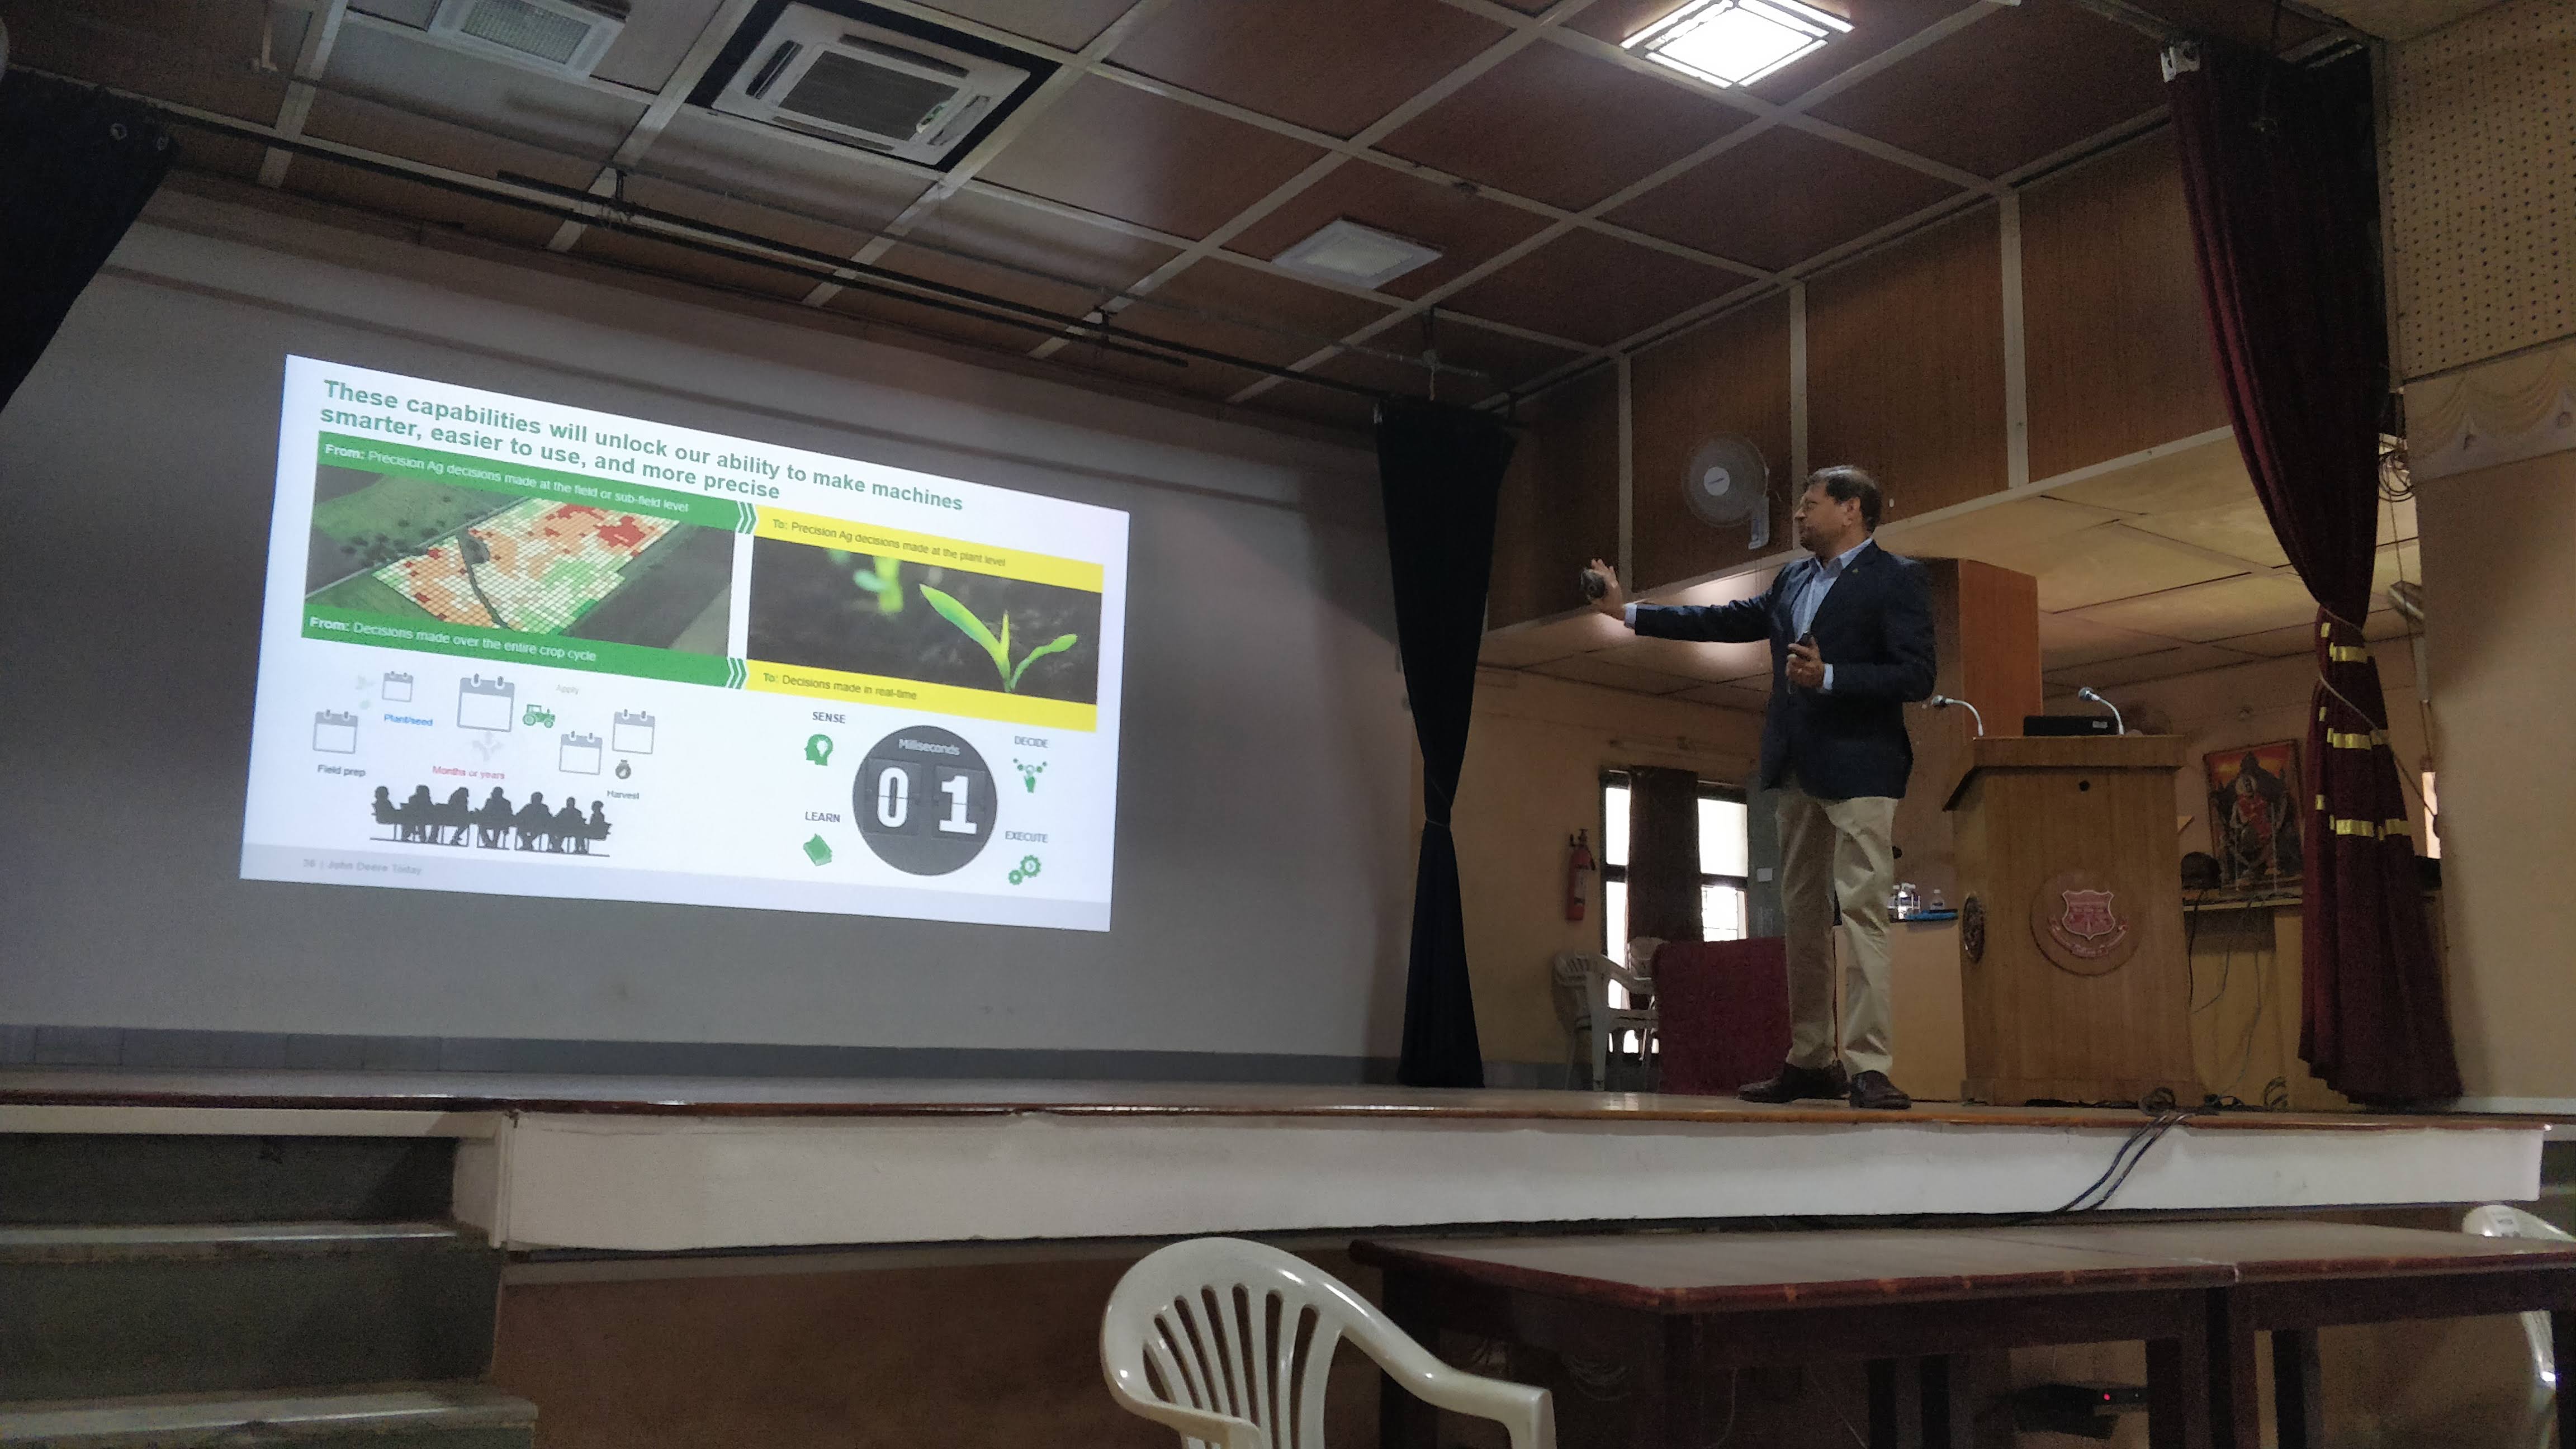 These capabilities will unlock our ability to make machines
smarter, easier to use, and more precise
From: Precision Ag decisions made at the field or sub-field level
To: Precision Ag decisions made at the plant level
From: Decisions made over the entire crop cycle
To: Decisions made in real-time
Apply
Plant/seed
Field prep
Months or years
Harvest
SENSE
Milliseconds
DECIDE
01
LEARN
EXECUTE
36 | John Deere Today